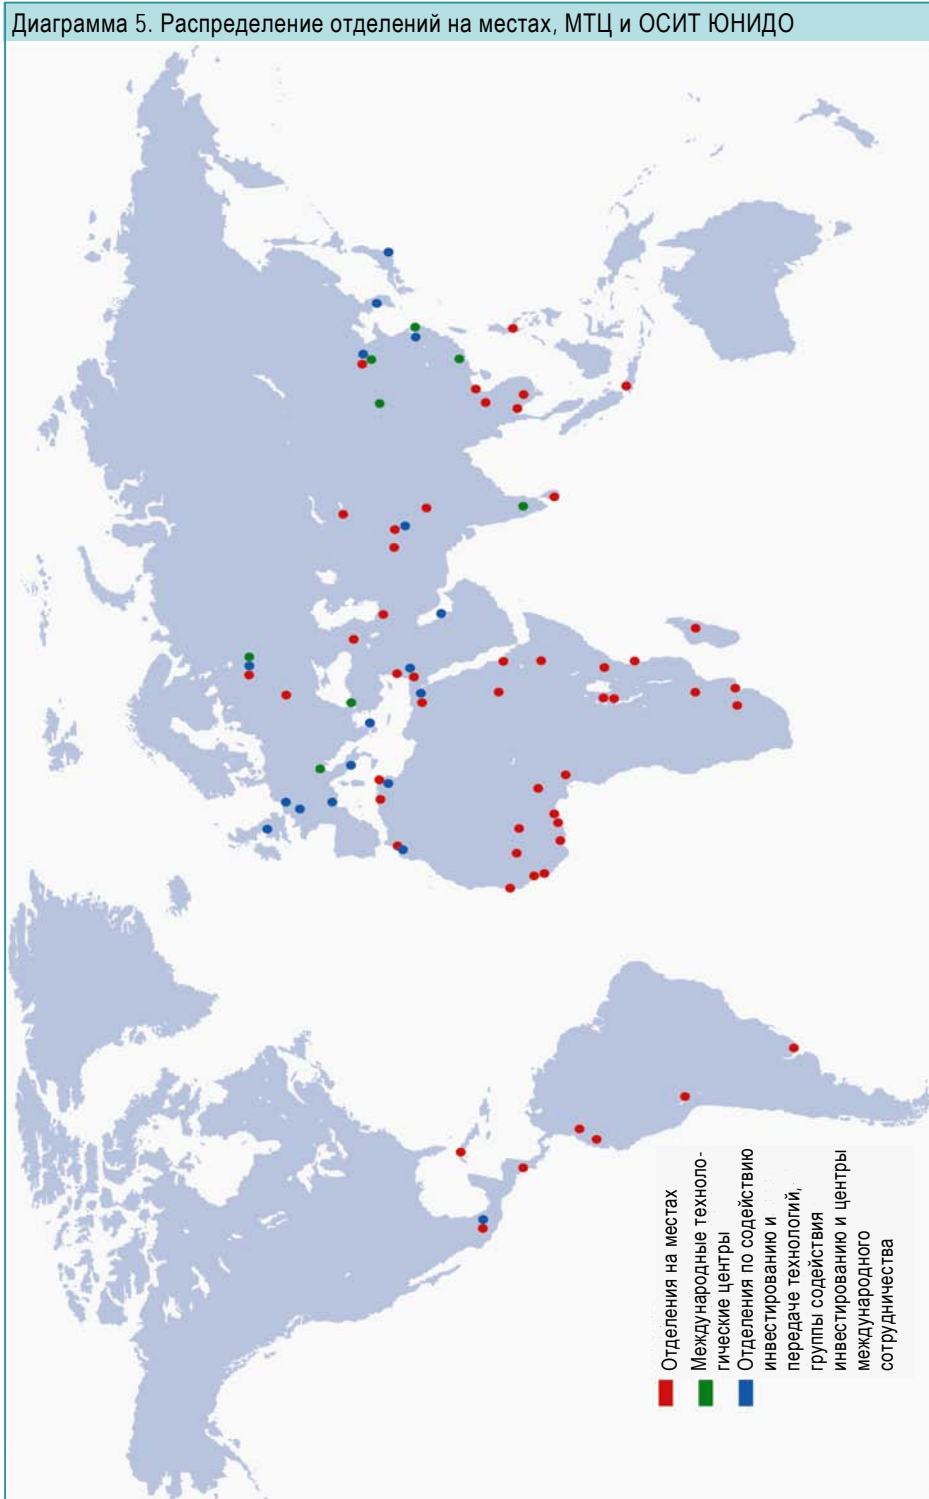 Диаграмма 5. Распределение отделений на местах, МТЦ и ОСИТ ЮНИДО
Отделения на местах
Международные техноло-
гические центры
Отделения по содействию
инвестированию и
передаче технологий,
группы содействия
инвестированию и центры
международного
сотрудничества